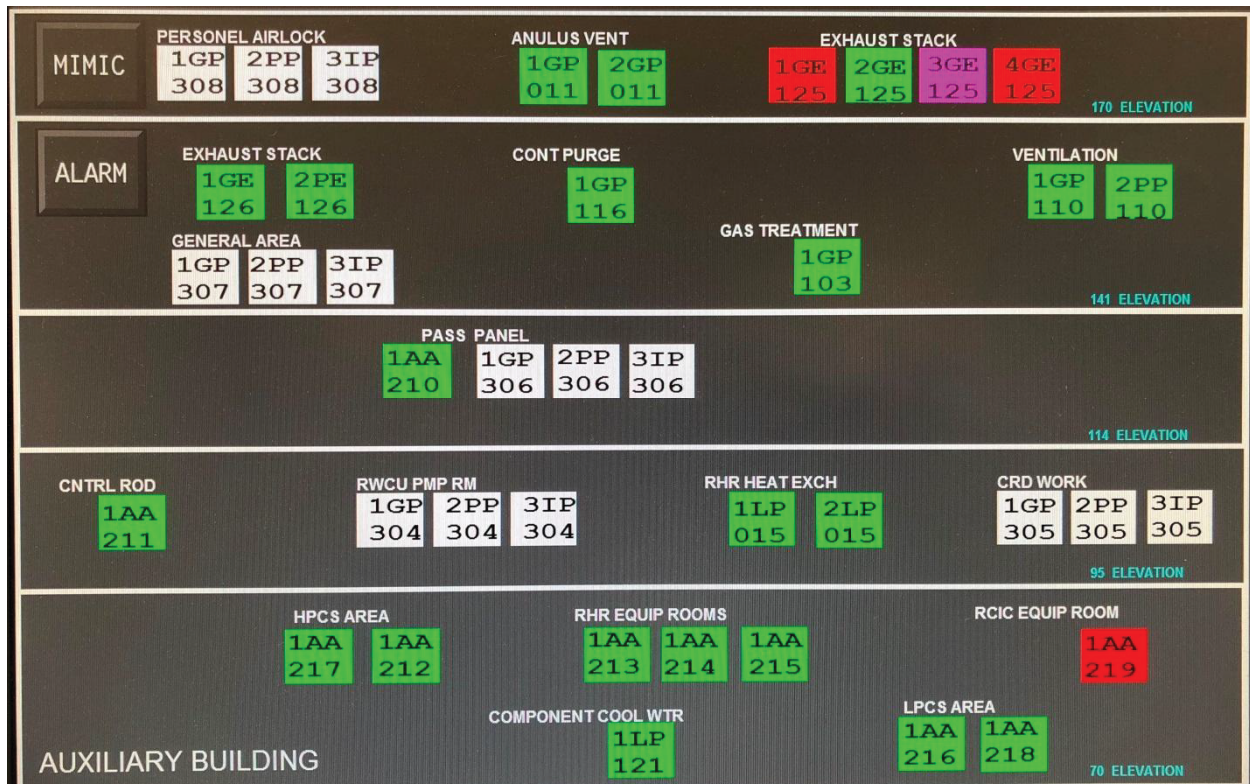 MIMIC
PERSONEL AIRLOCK
1GP 2PP 3IP
308 308 308
ANULUS VENT
1GP 2GP
011 011
EXHAUST STACK
1GE 2GE 3GE 4GE
125 125 125 125
170 ELEVATION
ALARM
EXHAUST STACK
1GE 2PE
126 126
CONT PURGE
1GP
116
VENTILATION
1GP 2PP
110 110
GENERAL AREA
1GP 2PP 3IP
307 307 307
GAS TREATMENT
1GP
103
141 ELEVATION
PASS PANEL
1AA 1GP 2PP 3IP
210 306 306 306
114 ELEVATION
CNTRL ROD
1AA
211
RWCU PMP RM
1GP 2PP 3IP
304 304 304
RHR HEAT EXCH
1LP 2LP
015 015
CRD WORK
1GP 2PP 3IP
305 305 305
95 ELEVATION
HPCS AREA
1AA 1AA
217 212
RHR EQUIP ROOMS
1AA 1AA 1AA
213 214 215
RCIC EQUIP ROOM
1AA
219
COMPONENT COOL WTR
1LP
121
LPCS AREA
1AA 1AA
216 218
AUXILIARY BUILDING
70 ELEVATION